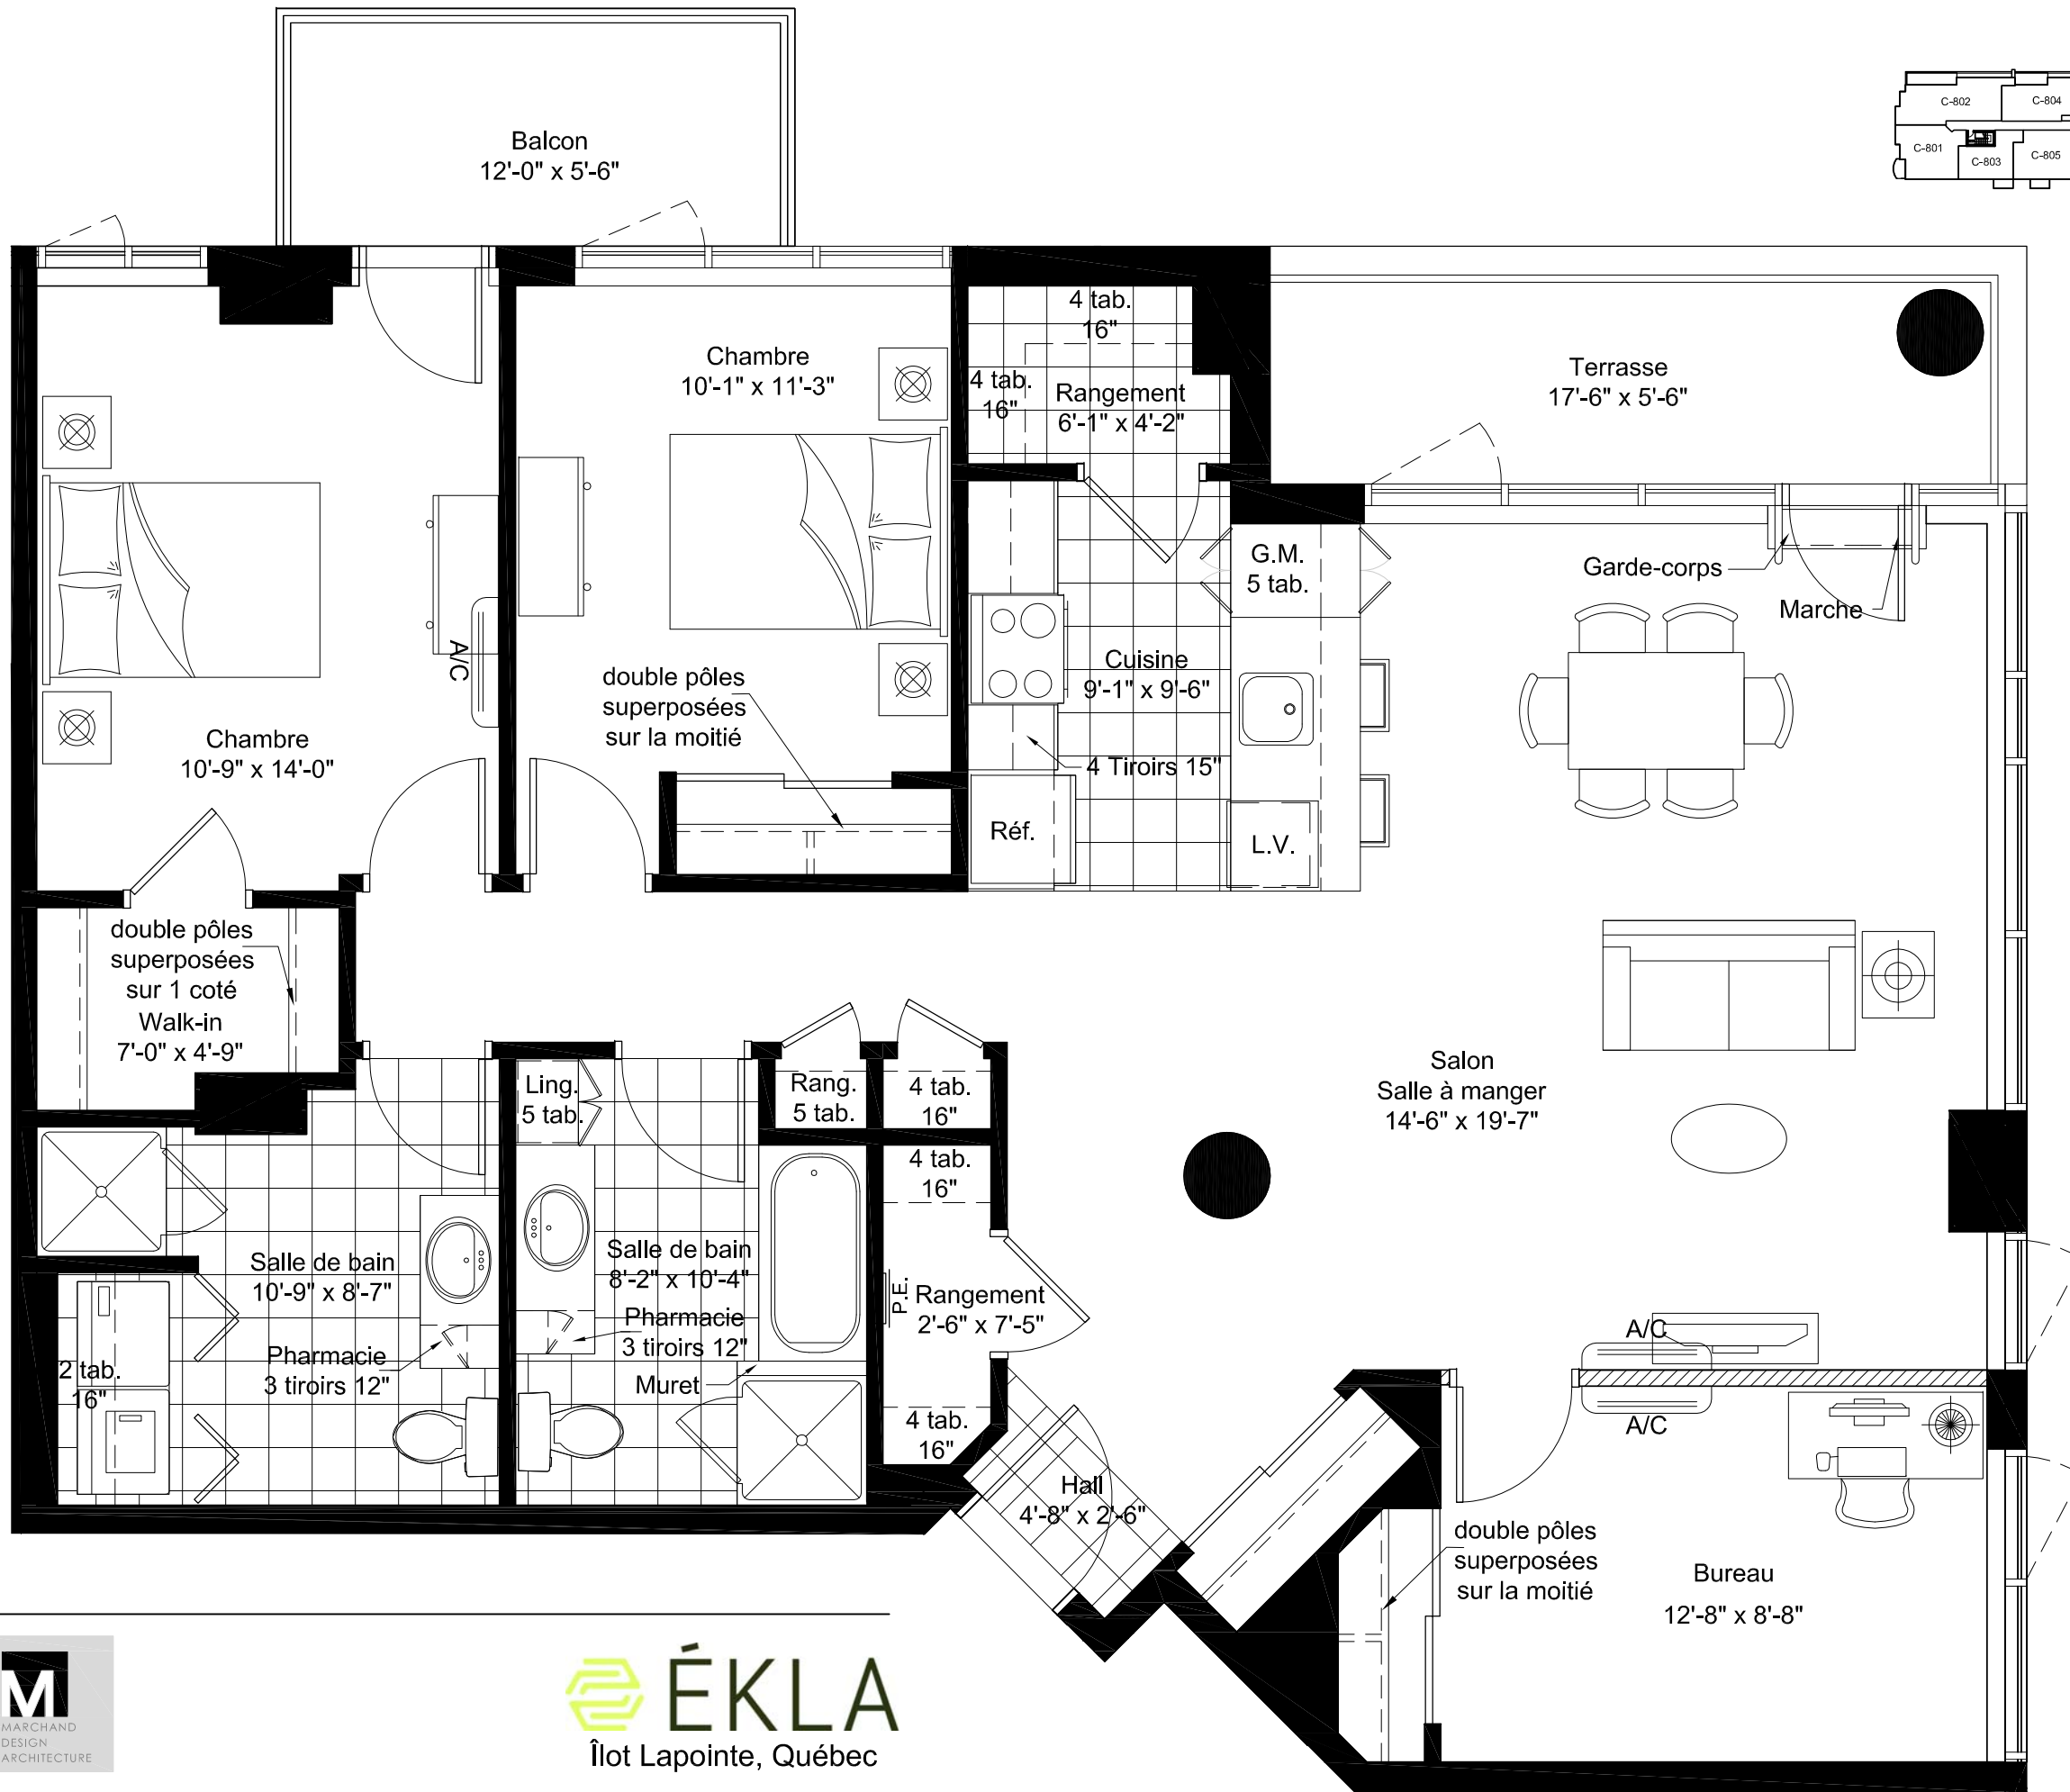 Balcon
12'-0" x 5'-6"
C-802
C-804
C-801
C-803
C-805
Chambre
10'-1" x 11'-3"
4 tab.
16"
4 tab.
16"
Rangement
6'-1" x 4'-2"
Terrasse
17'-6" x 5'-6"
G.M.
5 tab.
Garde-corps
Marche
A/C
double pôles
superposées
sur la moitié
Cuisine
9'-1" x 9'-6"
Chambre
10'-9" x 14'-0"
4 Tiroirs 15"
Réf.
L.V.
double pôles
superposées
sur 1 coté
Walk-in
7'-0" x 4'-9"
Salon
Salle à manger
14'-6" x 19'-7"
Ling.
5 tab.
Rang.
5 tab.
4 tab.
16"
4 tab.
16"
Salle de bain
10'-9" x 8'-7"
Salle de bain
8'-2" x 10'-4"
P.E.
Rangement
2'-6" x 7'-5"
Pharmacie
3 tiroirs 12"
Pharmacie
3 tiroirs 12"
2 tab.
16"
Muret
4 tab.
16"
A/C
A/C
Hall
4'-8" x 2'-6"
double pôles
superposées
sur la moitié
Bureau
12'-8" x 8'-8"
M
MARCHAND
DESIGN
ARCHITECTURE
ÉKLA
Îlot Lapointe, Québec